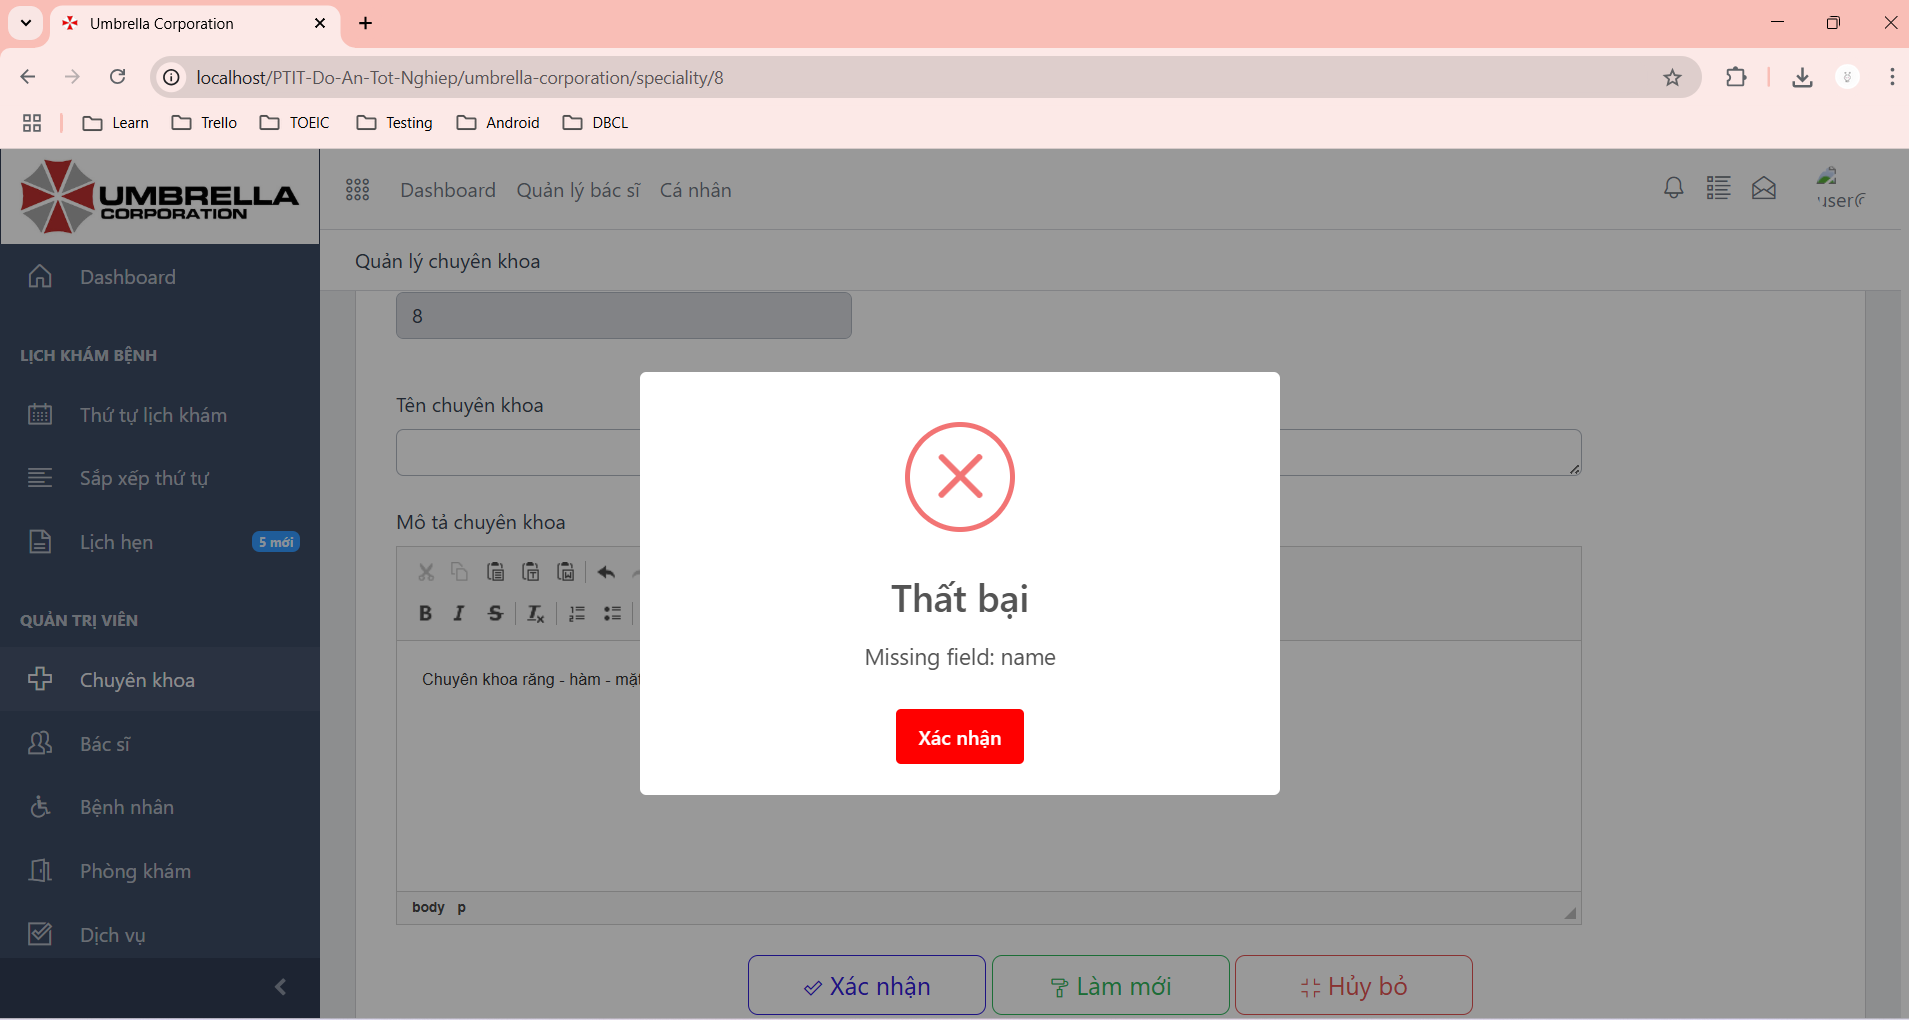 Umbrella Corporation
localhost/PTIT-Do-An-Tot-Nghiep/umbrella-corporation/speciality/8
Learn
Trello
TOEIC
Testing
Android
DBCL
UMBRELLA
CORPORATION
Dashboard
Quản lý bác sĩ
Cá nhân
user@
Quản lý chuyên khoa
Dashboard
LỊCH KHÁM BỆNH
Thứ tự lịch khám
Sắp xếp thứ tự
Lịch hẹn
5 mới
QUẢN TRỊ VIÊN
Chuyên khoa
Bác sĩ
Bệnh nhân
Phòng khám
Dịch vụ
8
Tên chuyên khoa
Mô tả chuyên khoa
Chuyên khoa răng - hàm - mặt
body p
Xác nhận
Làm mới
Hủy bỏ
Thất bại
Missing field: name
Xác nhận